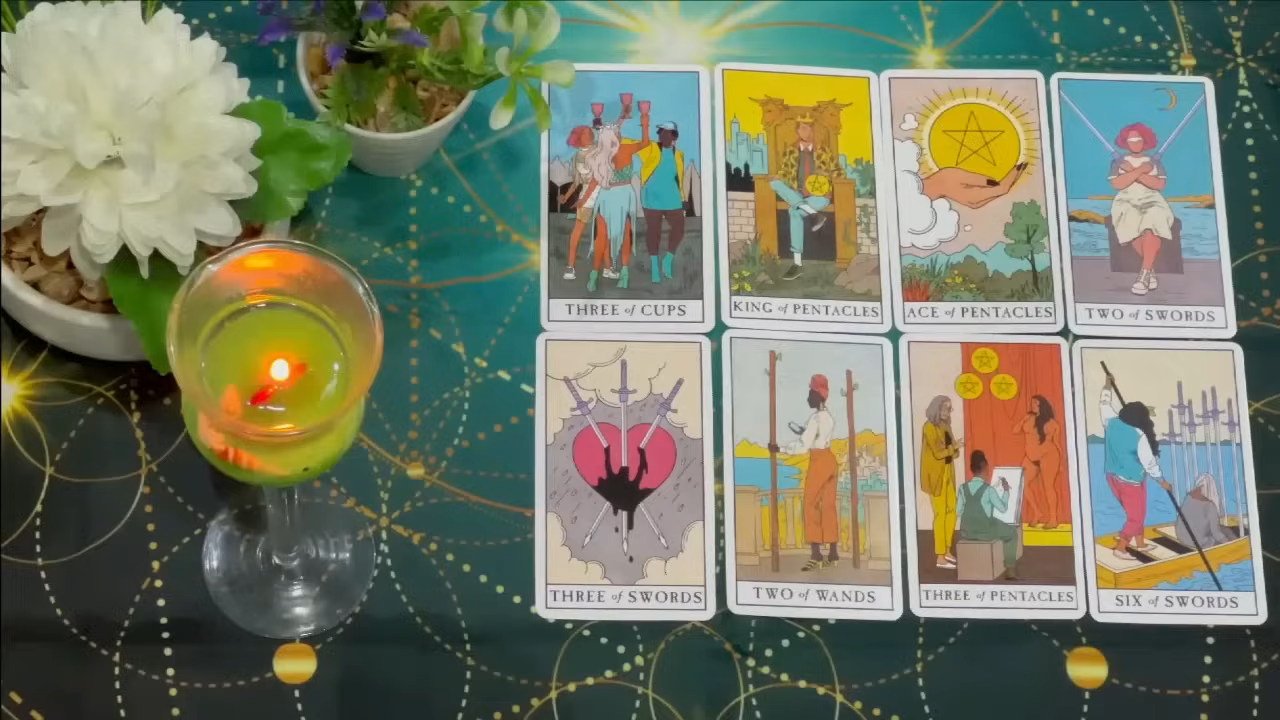 THREE of CUPS
KING of PENTACLES
ACE of PENTACLES
TWO of SWORDS
THREE of SWORDS
TWO of WANDS
THREE of PENTACLES
SIX of SWORDS